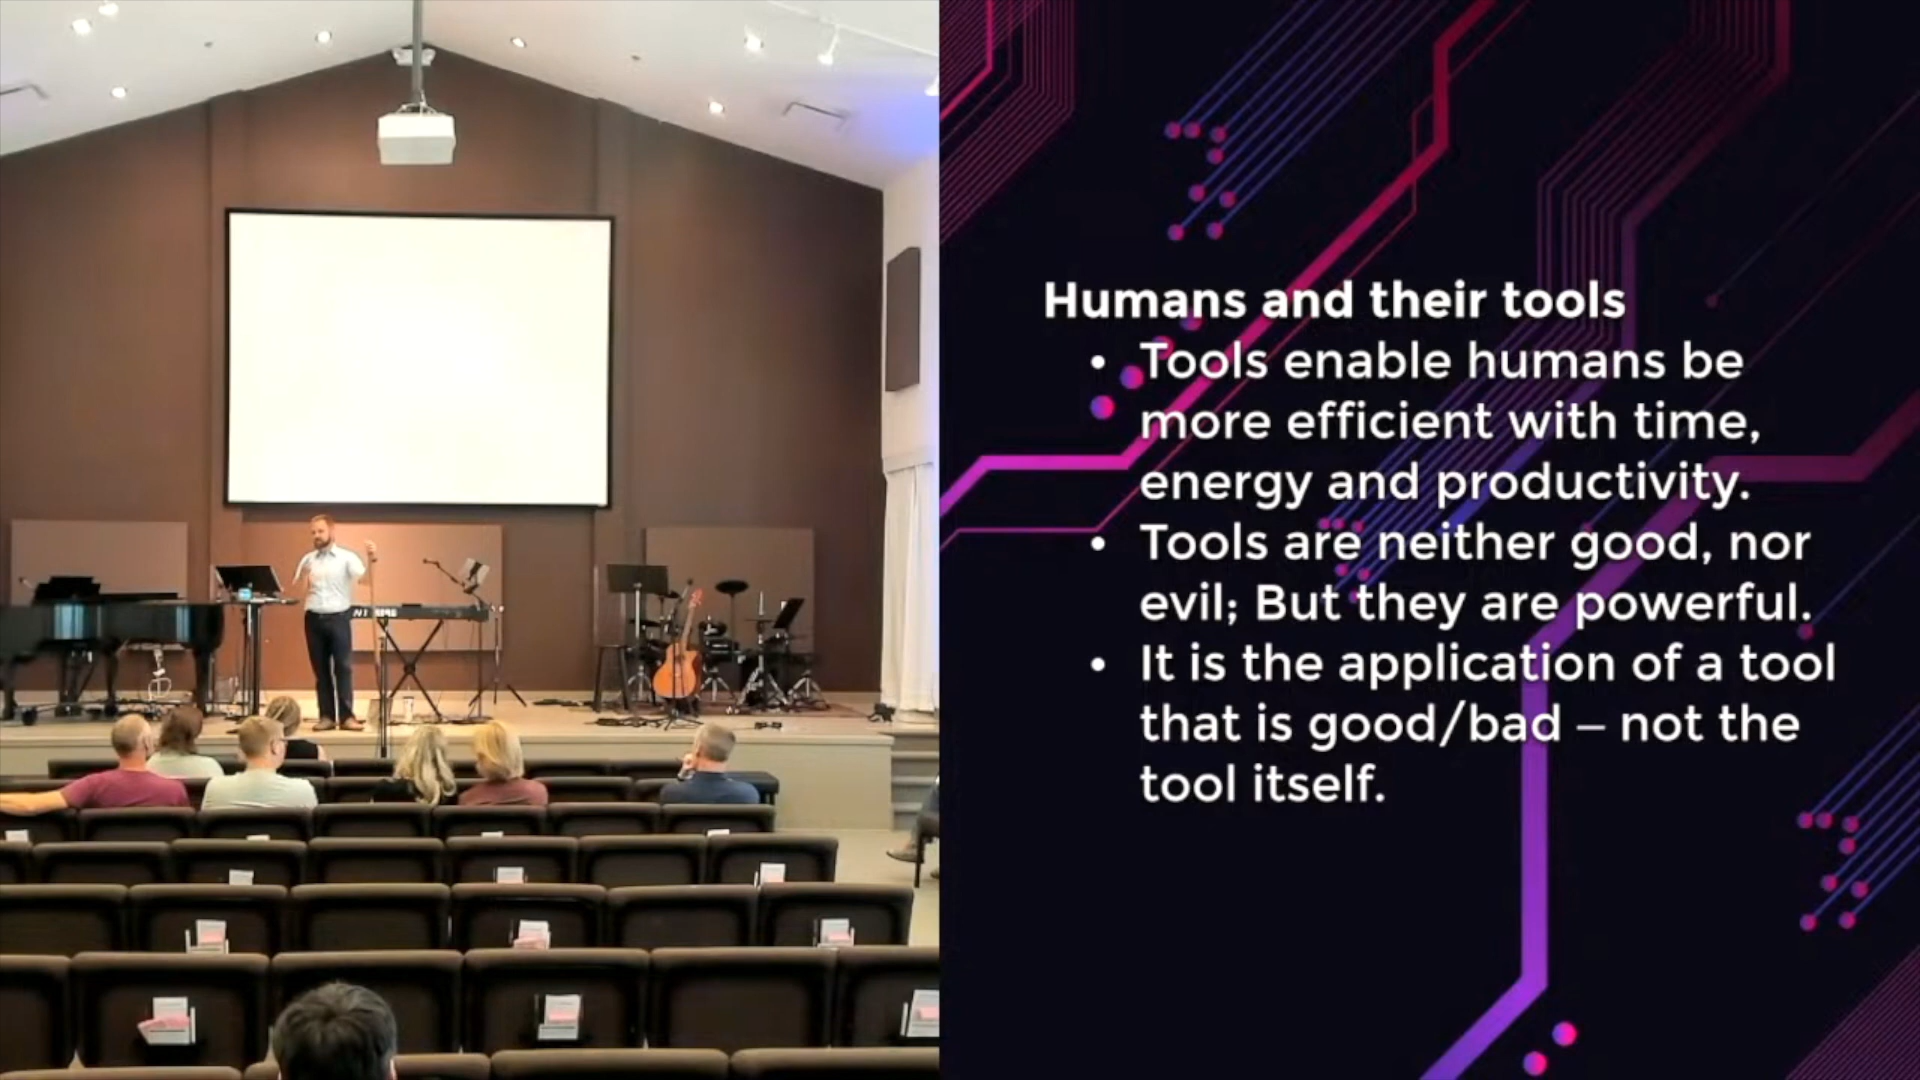 Humans and their tools
• Tools enable humans be
more efficient with time,
energy and productivity.
• Tools are neither good, nor
evil; But they are powerful.
• It is the application of a tool
that is good/bad – not the
tool itself.